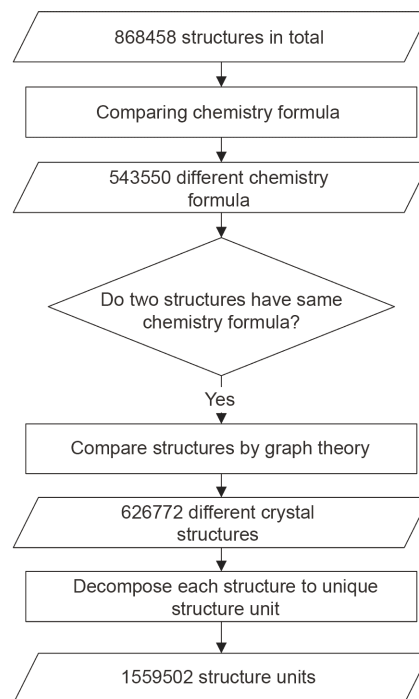 868458 structures in total
Comparing chemistry formula
543550 different chemistry
formula
Do two structures have same
chemistry formula?
Yes
Compare structures by graph theory
626772 different crystal
structures
Decompose each structure to unique
structure unit
1559502 structure units